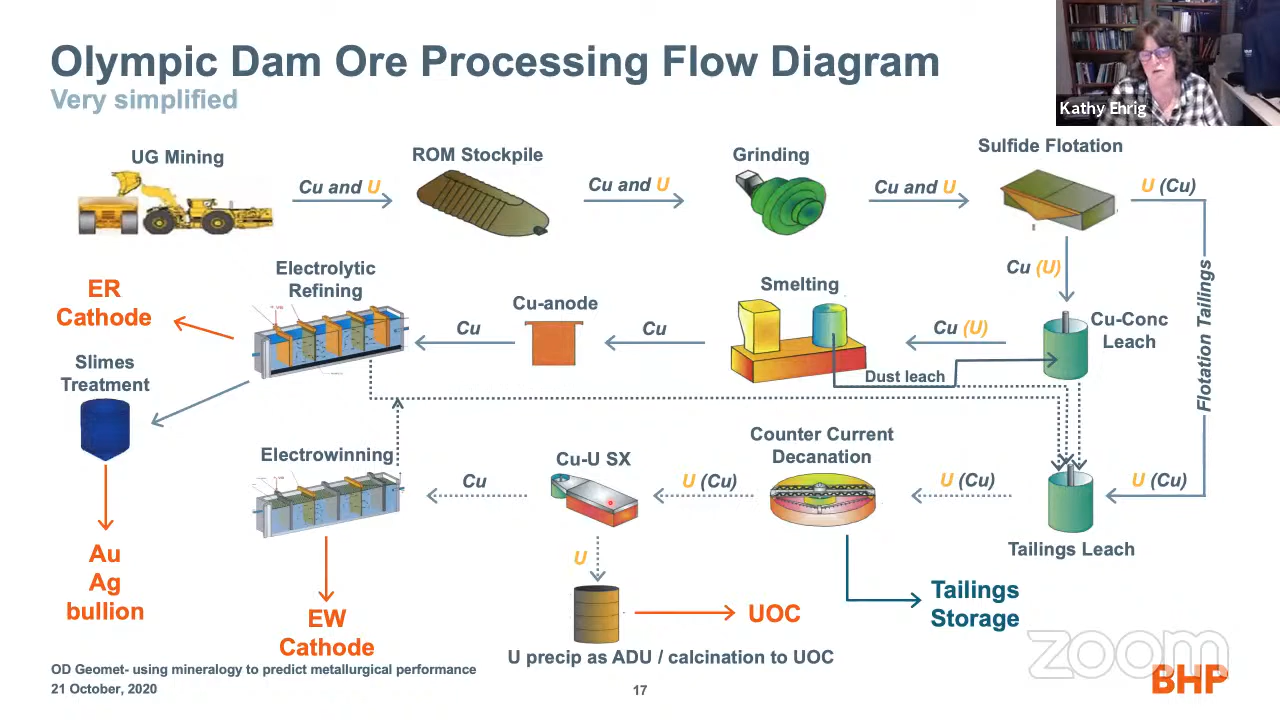 Olympic Dam Ore Processing Flow Diagram
Very simplified
Kathy Ehrig
UG Mining
Cu and U
ROM Stockpile
Cu and U
Grinding
Cu and U
Sulfide Flotation
U (Cu)
Flotation Tailings
Cu (U)
ER
Cathode
Electrolytic
Refining
Cu
Cu-anode
Cu
Smelting
Cu (U)
Cu-Conc
Leach
Dust leach
Slimes
Treatment
Electrowinning
Cu
Cu-U SX
U (Cu)
Counter Current
Decanation
U (Cu)
U (Cu)
Tailings Leach
U
Au
Ag
bullion
EW
Cathode
UOC
Tailings
Storage
U precip as ADU / calcination to UOC
OD Geomet- using mineralogy to predict metallurgical performance
21 October, 2020
17
zoom
BHP